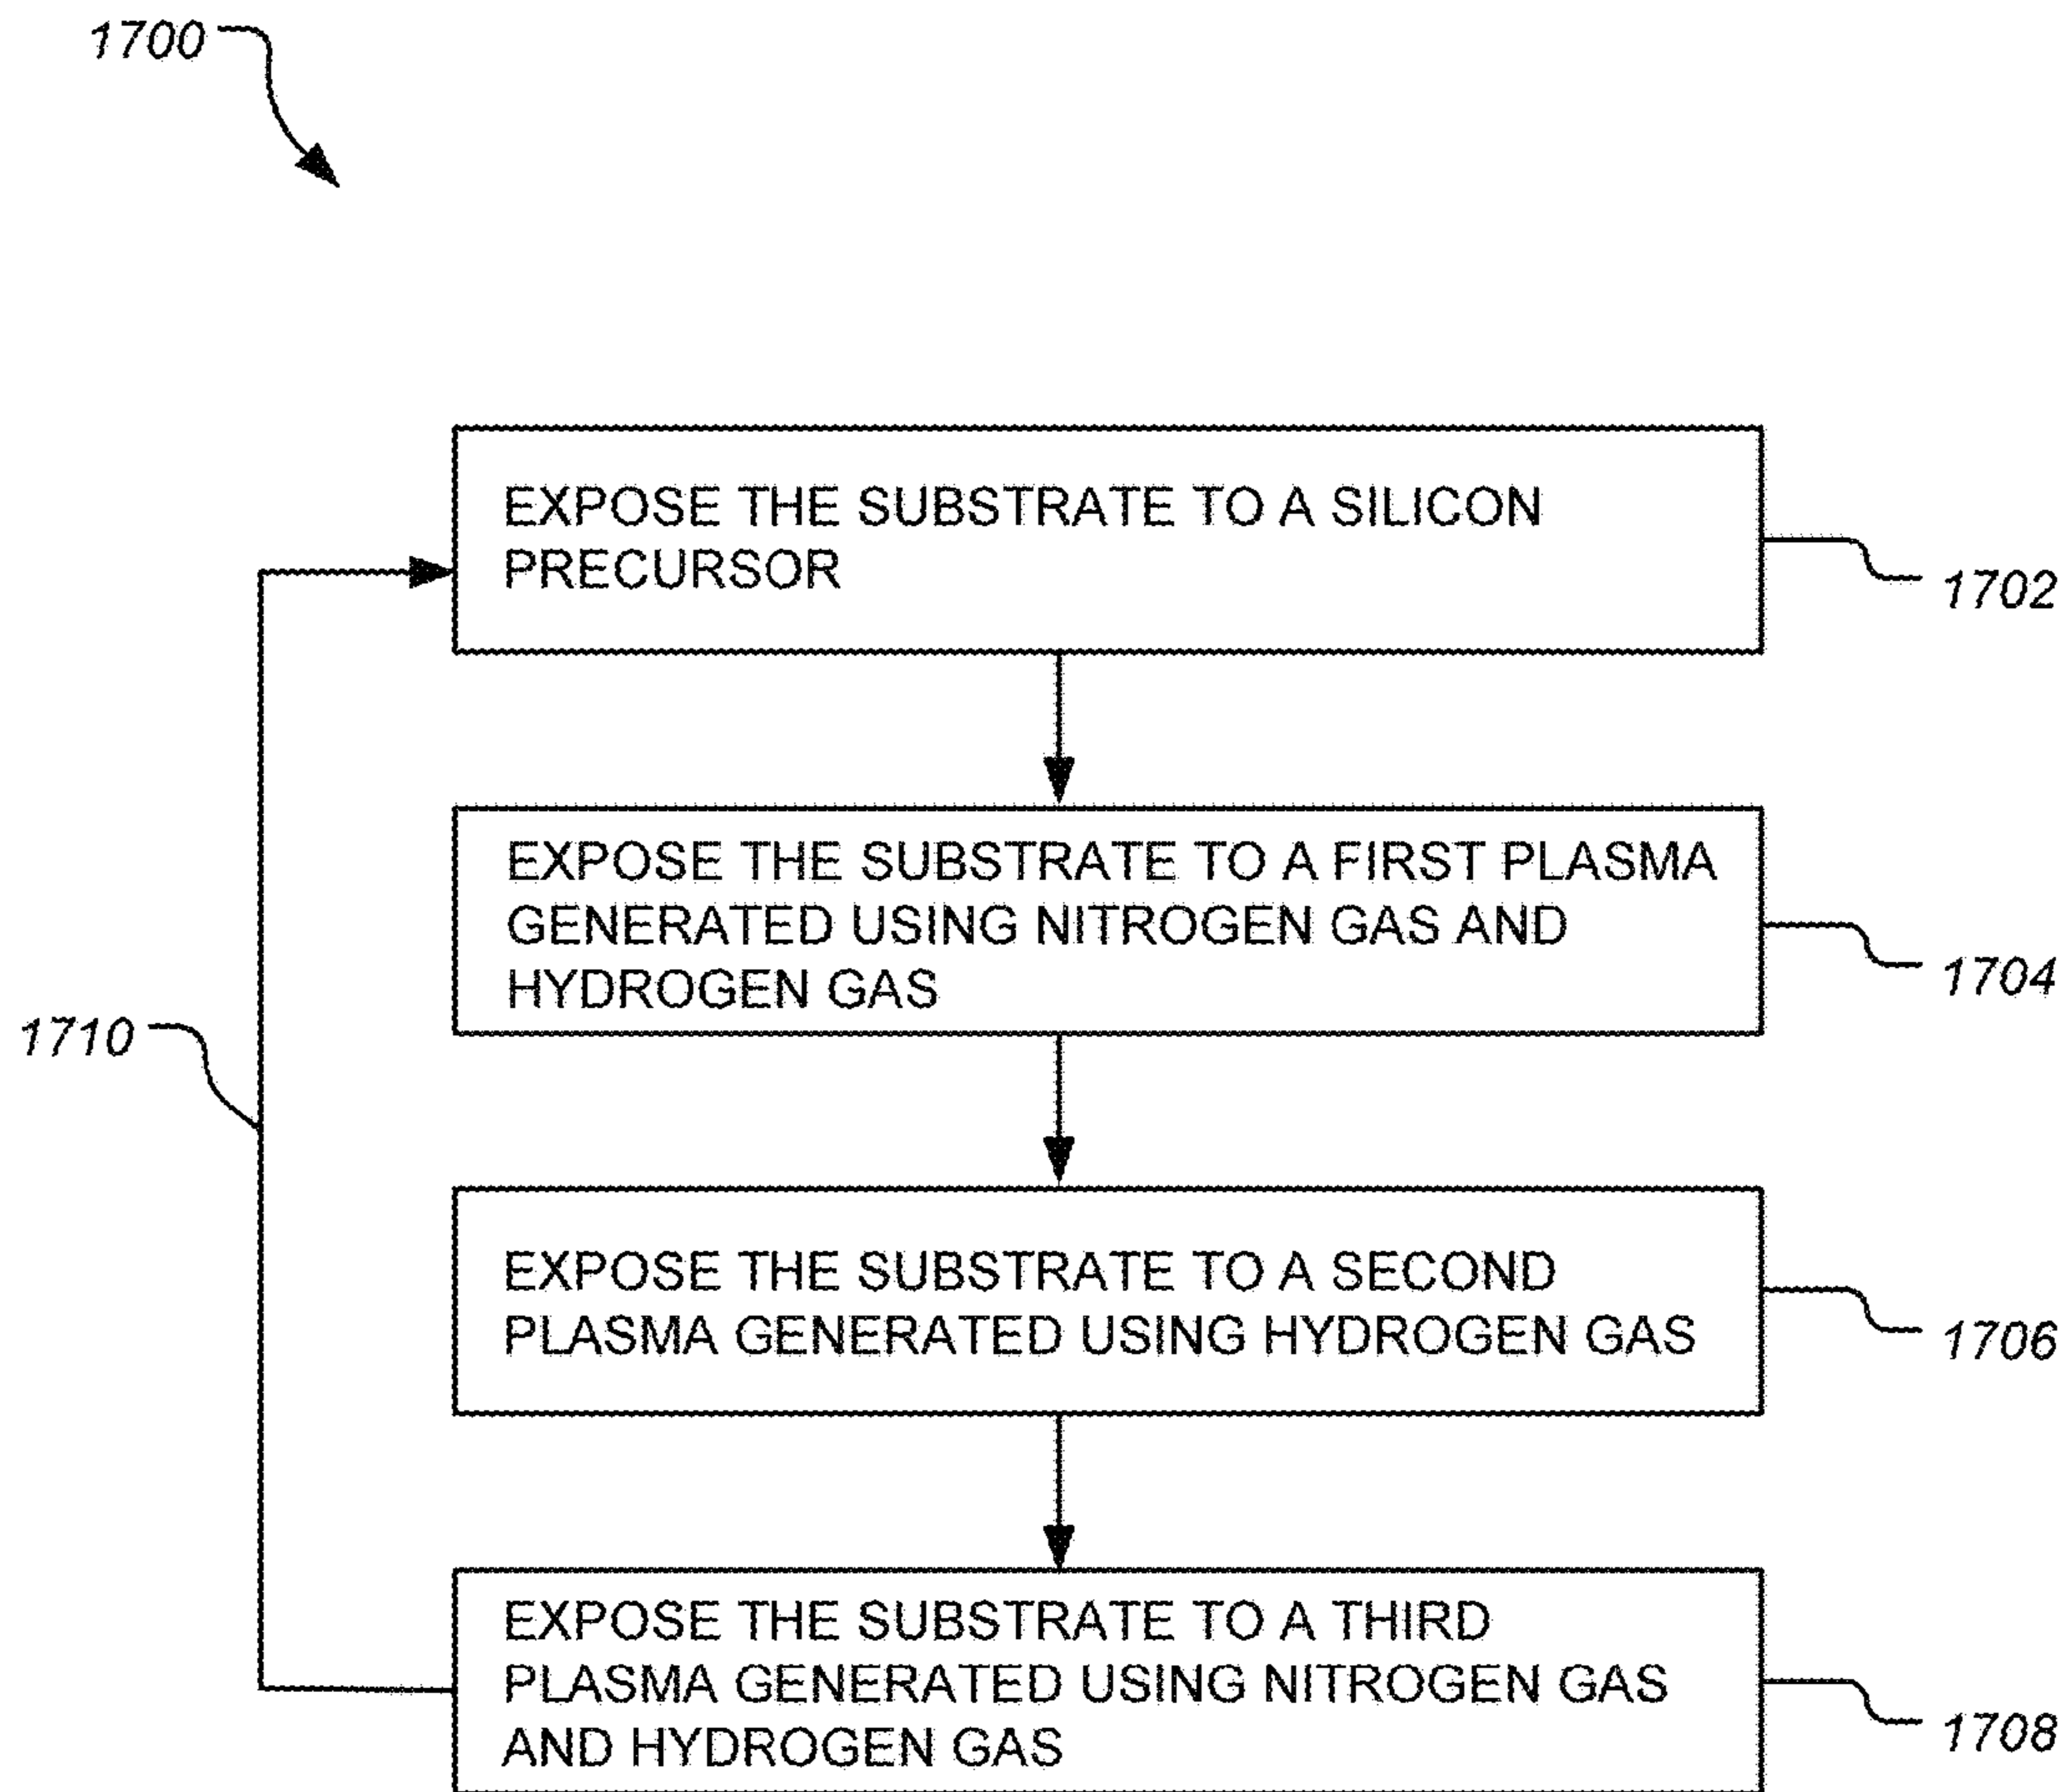 1700
EXPOSE THE SUBSTRATE TO A SILICON
PRECURSOR
1702
EXPOSE THE SUBSTRATE TO A FIRST PLASMA
GENERATED USING NITROGEN GAS AND
HYDROGEN GAS
1704
1710
EXPOSE THE SUBSTRATE TO A SECOND
PLASMA GENERATED USING HYDROGEN GAS
1706
EXPOSE THE SUBSTRATE TO A THIRD
PLASMA GENERATED USING NITROGEN GAS
AND HYDROGEN GAS
1708